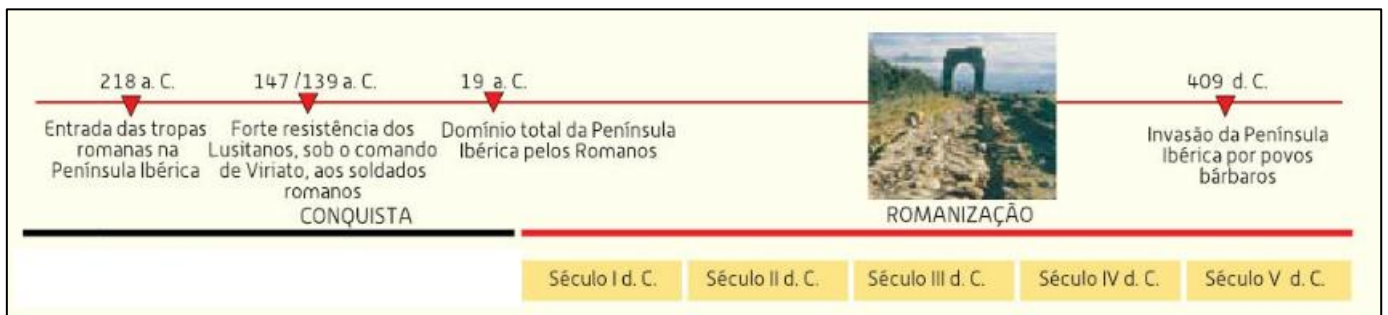 218 a. C.
147 /139 a. C.
19 a. C.
409 d. C.
Entrada das tropas
romanas na
Península Ibérica
Forte resistência dos
Lusitanos, sob o comando
de Viriato, aos soldados
romanos
Domínio total da Península
Ibérica pelos Romanos
Invasão da Península
Ibérica por povos
bárbaros
CONQUISTA
ROMANIZAÇÃO
Século I d. C.
Século II d. C.
Século III d. C.
Século IV d. C.
Século V d. C.